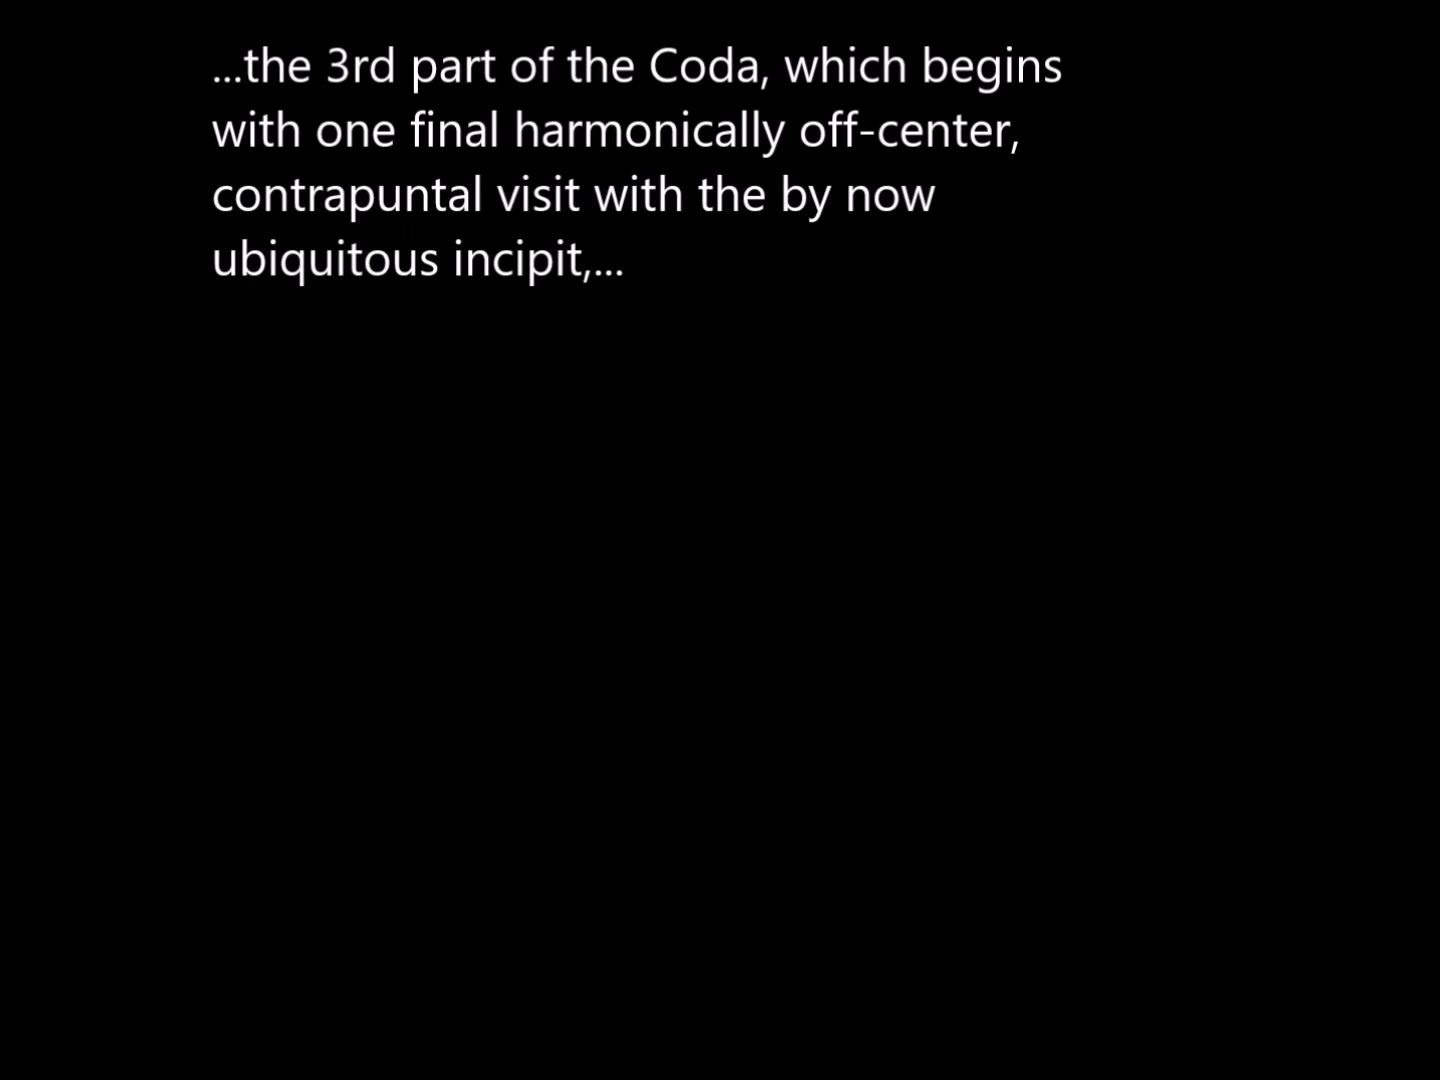 ...the 3rd part of the Coda, which begins
with one final harmonically off-center,
contrapuntal visit with the by now
ubiquitous incipit,...